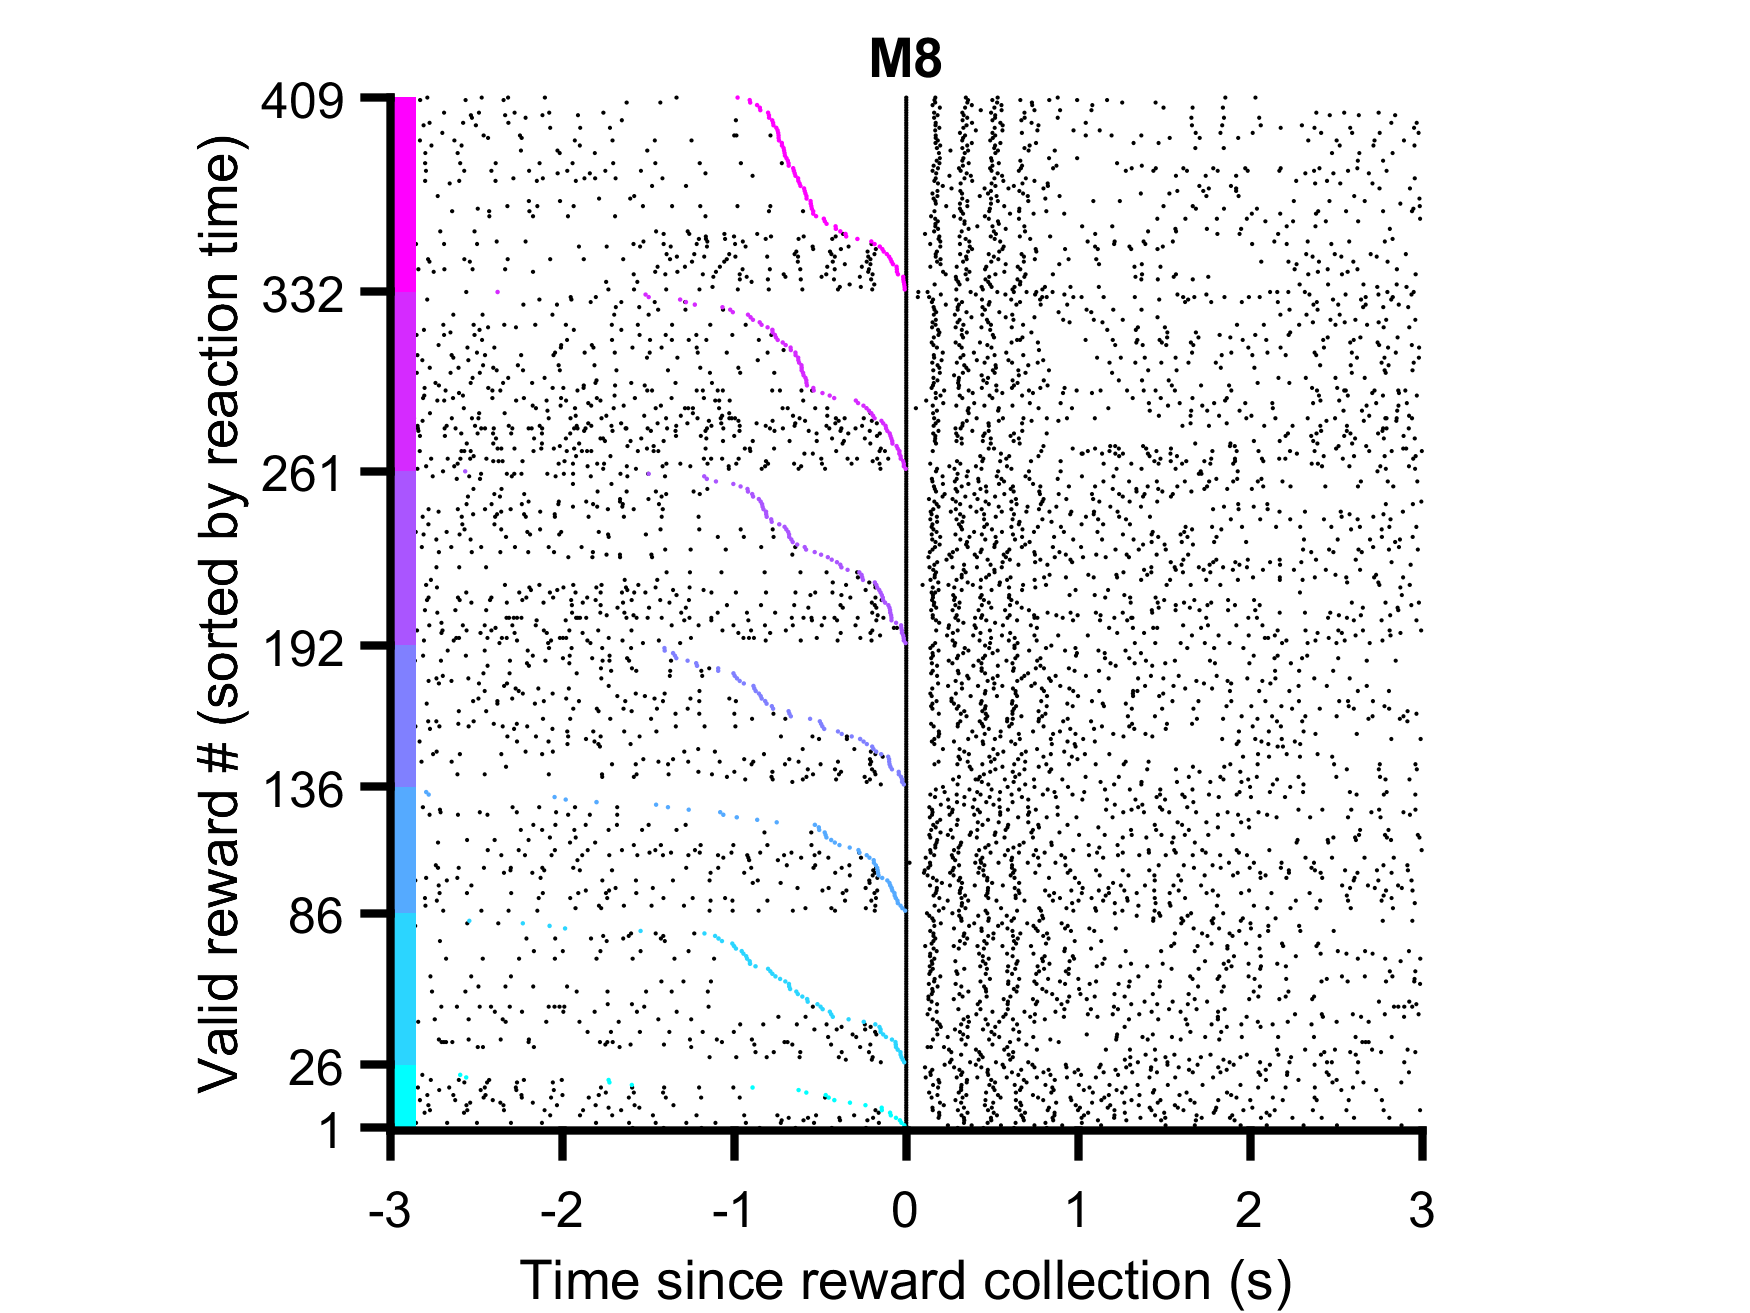 M8
Valid reward # (sorted by reaction time)
409
332
261
192
136
86
26
1
-3 -2 -1 0 1 2 3
Time since reward collection (s)